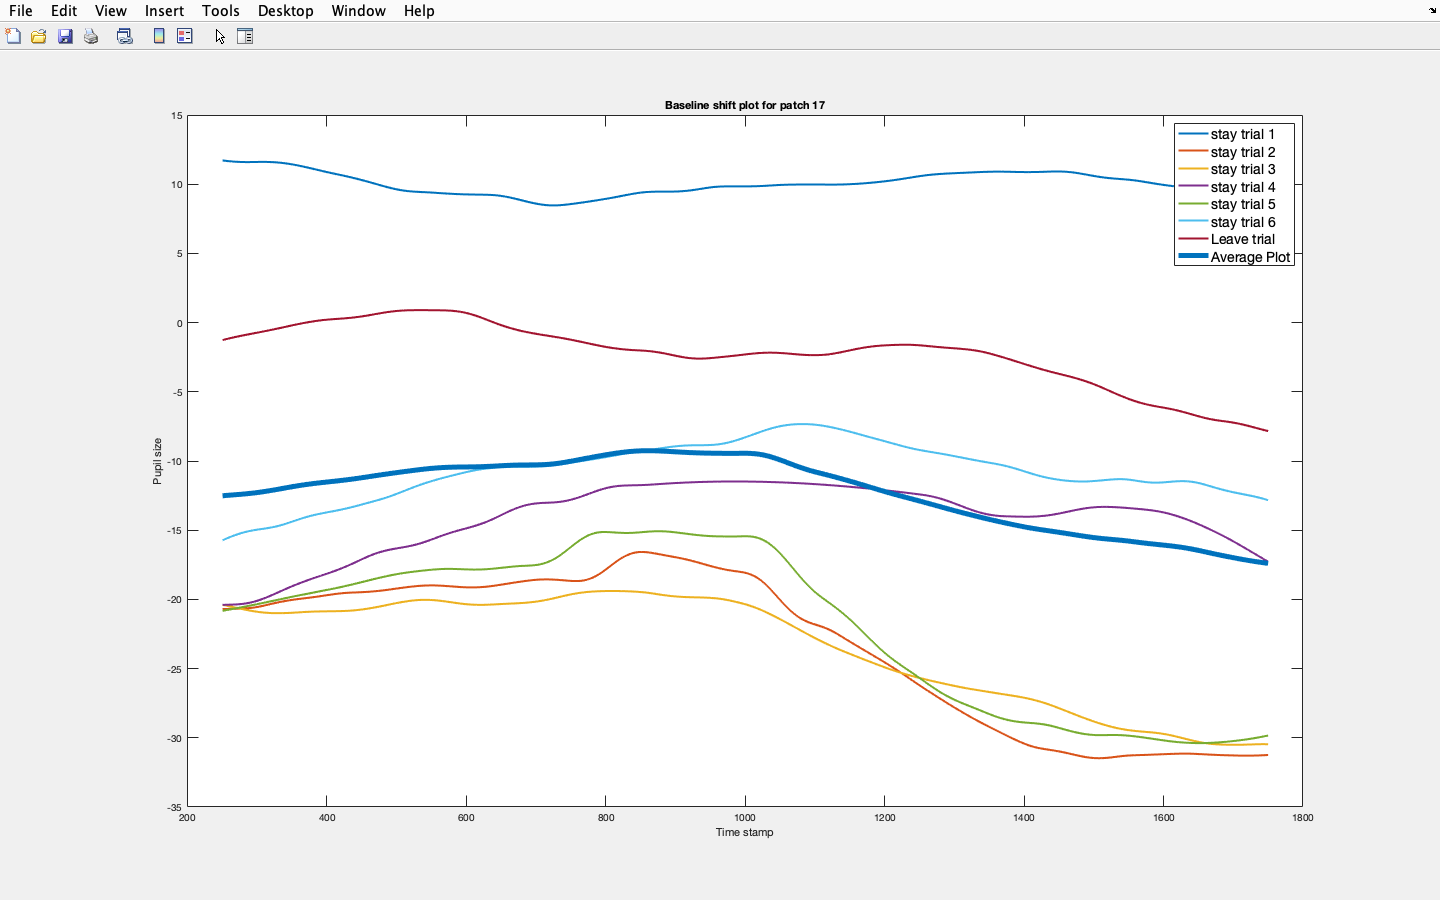 File Edit View Insert Tools Desktop Window Help
Baseline shift plot for patch 17
15
10
5
0
-5
-10
-15
-20
-25
-30
-35
Pupil size
stay trial 1
stay trial 2
stay trial 3
stay trial 4
stay trial 5
stay trial 6
Leave trial
Average Plot
200 400 600 800 1000 1200 1400 1600 1800
Time stamp